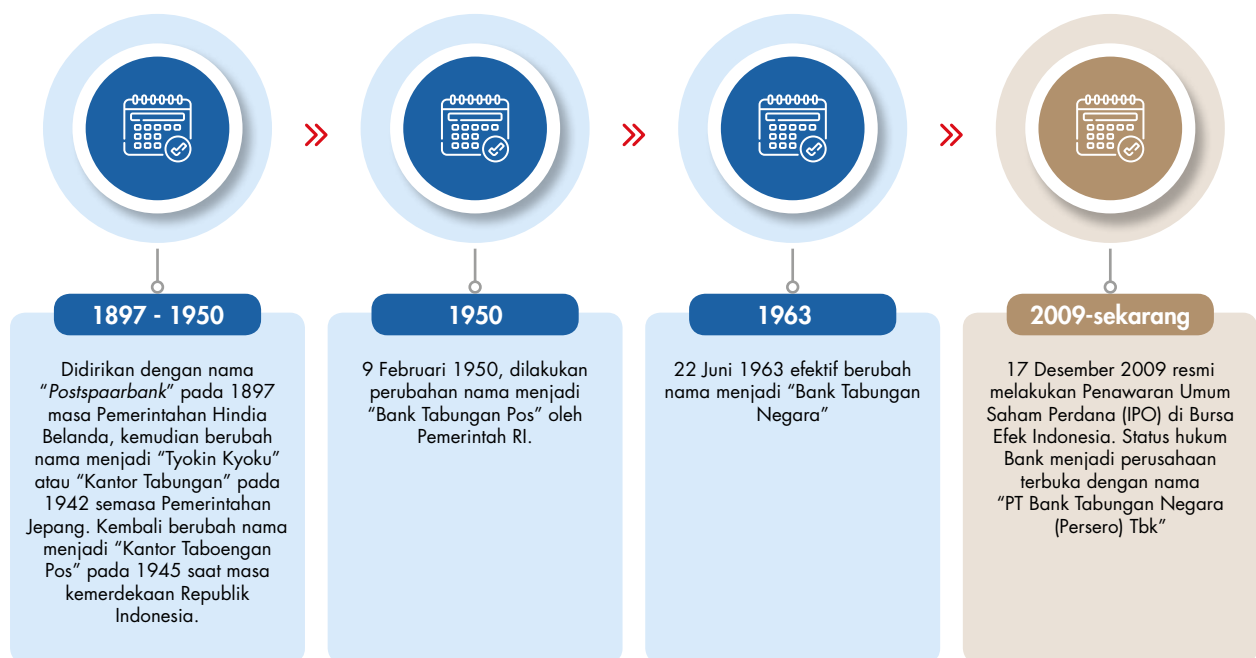 1897 - 1950
Didirikan dengan nama
“Postspaarbank” pada 1897
masa Pemerintahan Hindia
Belanda, kemudian berubah
nama menjadi “Tyokin Kyoku”
atau “Kantor Tabungan” pada
1942 semasa Pemerintahan
Jepang. Kembali berubah nama
menjadi “Kantor Taboengan
Pos” pada 1945 saat masa
kemerdekaan Republik
Indonesia.
1950
9 Februari 1950, dilakukan
perubahan nama menjadi
“Bank Tabungan Pos” oleh
Pemerintah RI.
1963
22 Juni 1963 efektif berubah
nama menjadi “Bank Tabungan
Negara”
2009-sekarang
17 Desember 2009 resmi
melakukan Penawaran Umum
Saham Perdana (IPO) di Bursa
Efek Indonesia. Status hukum
Bank menjadi perusahaan
terbuka dengan nama
“PT Bank Tabungan Negara
(Persero) Tbk”